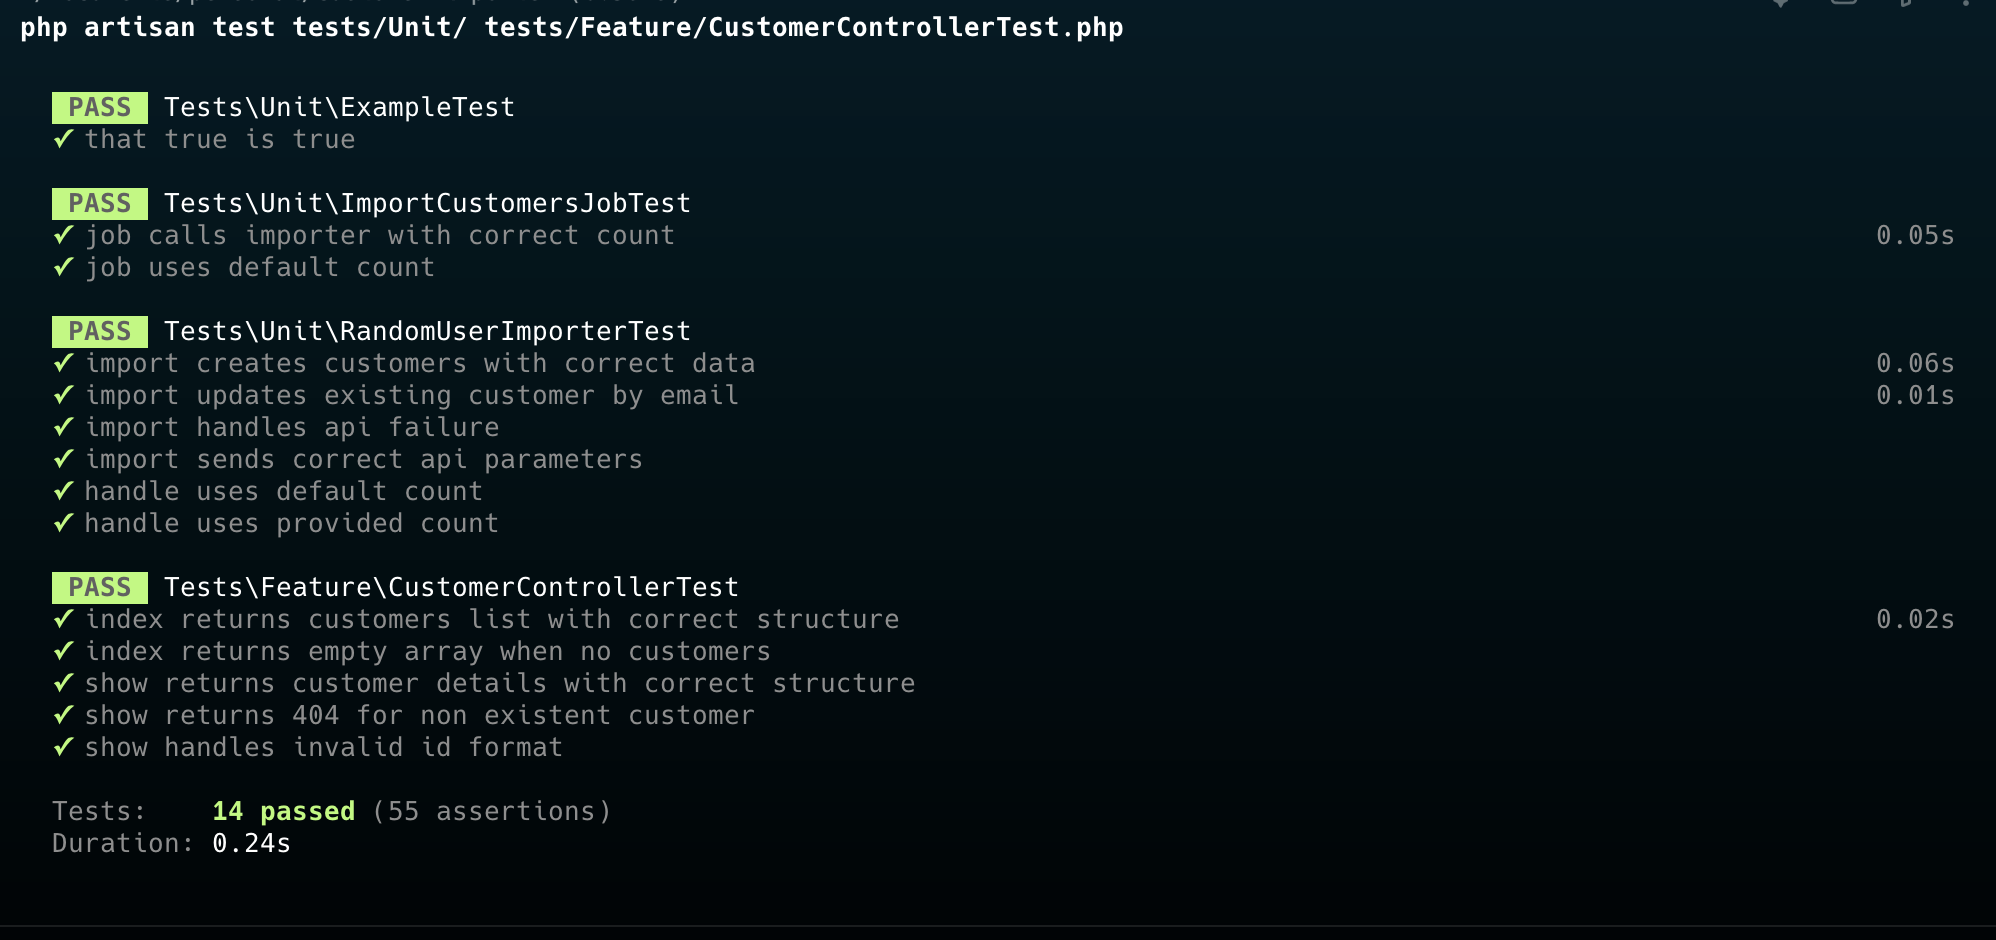 php artisan test tests/Unit/ tests/Feature/CustomerControllerTest.php
PASS Tests\Unit\ExampleTest
✓ that true is true
PASS Tests\Unit\ImportCustomersJobTest
✓ job calls importer with correct count 0.05s
✓ job uses default count
PASS Tests\Unit\RandomUserImporterTest
✓ import creates customers with correct data 0.06s
✓ import updates existing customer by email 0.01s
✓ import handles api failure
✓ import sends correct api parameters
✓ handle uses default count
✓ handle uses provided count
PASS Tests\Feature\CustomerControllerTest
✓ index returns customers list with correct structure 0.02s
✓ index returns empty array when no customers
✓ show returns customer details with correct structure
✓ show returns 404 for non existent customer
✓ show handles invalid id format
Tests: 14 passed (55 assertions)
Duration: 0.24s